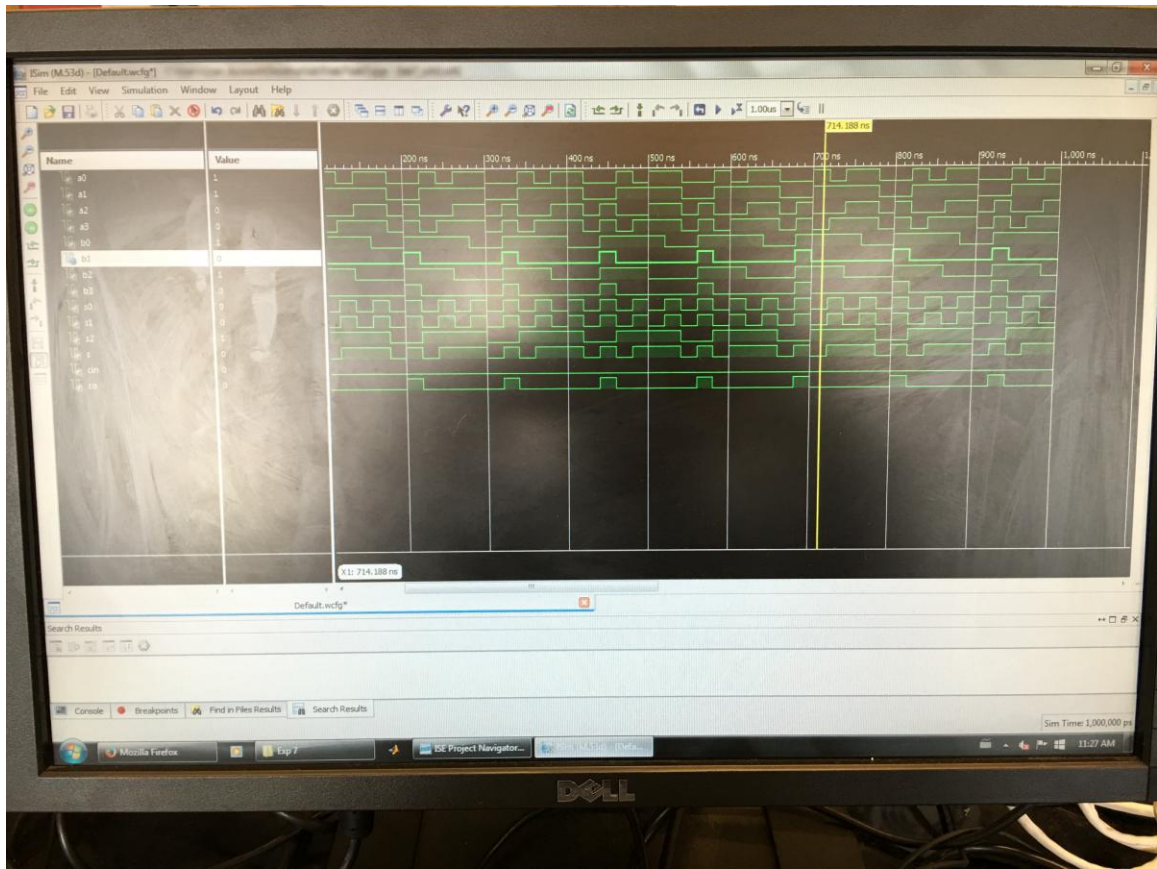 ISim (M.53d) - [Default.wcfg*]
File Edit View Simulation Window Layout Help
1.00us
714.188 ns
Name Value
200 ns 300 ns 400 ns 500 ns 600 ns 700 ns 800 ns 900 ns 1,000 ns 1,
a0 1
a1 1
a2 0
a3 0
b0 1
b1 0
b2 1
b3 0
s0 0
s1 0
s2 1
s 0
cin 0
co 0
X1: 714.188 ns
Default.wcfg*
Search Results
Console Breakpoints Find in Files Results Search Results
Sim Time: 1,000,000 ps
Mozilla Firefox Exp 7 ISE Project Navigator... 11:27 AM
DELL